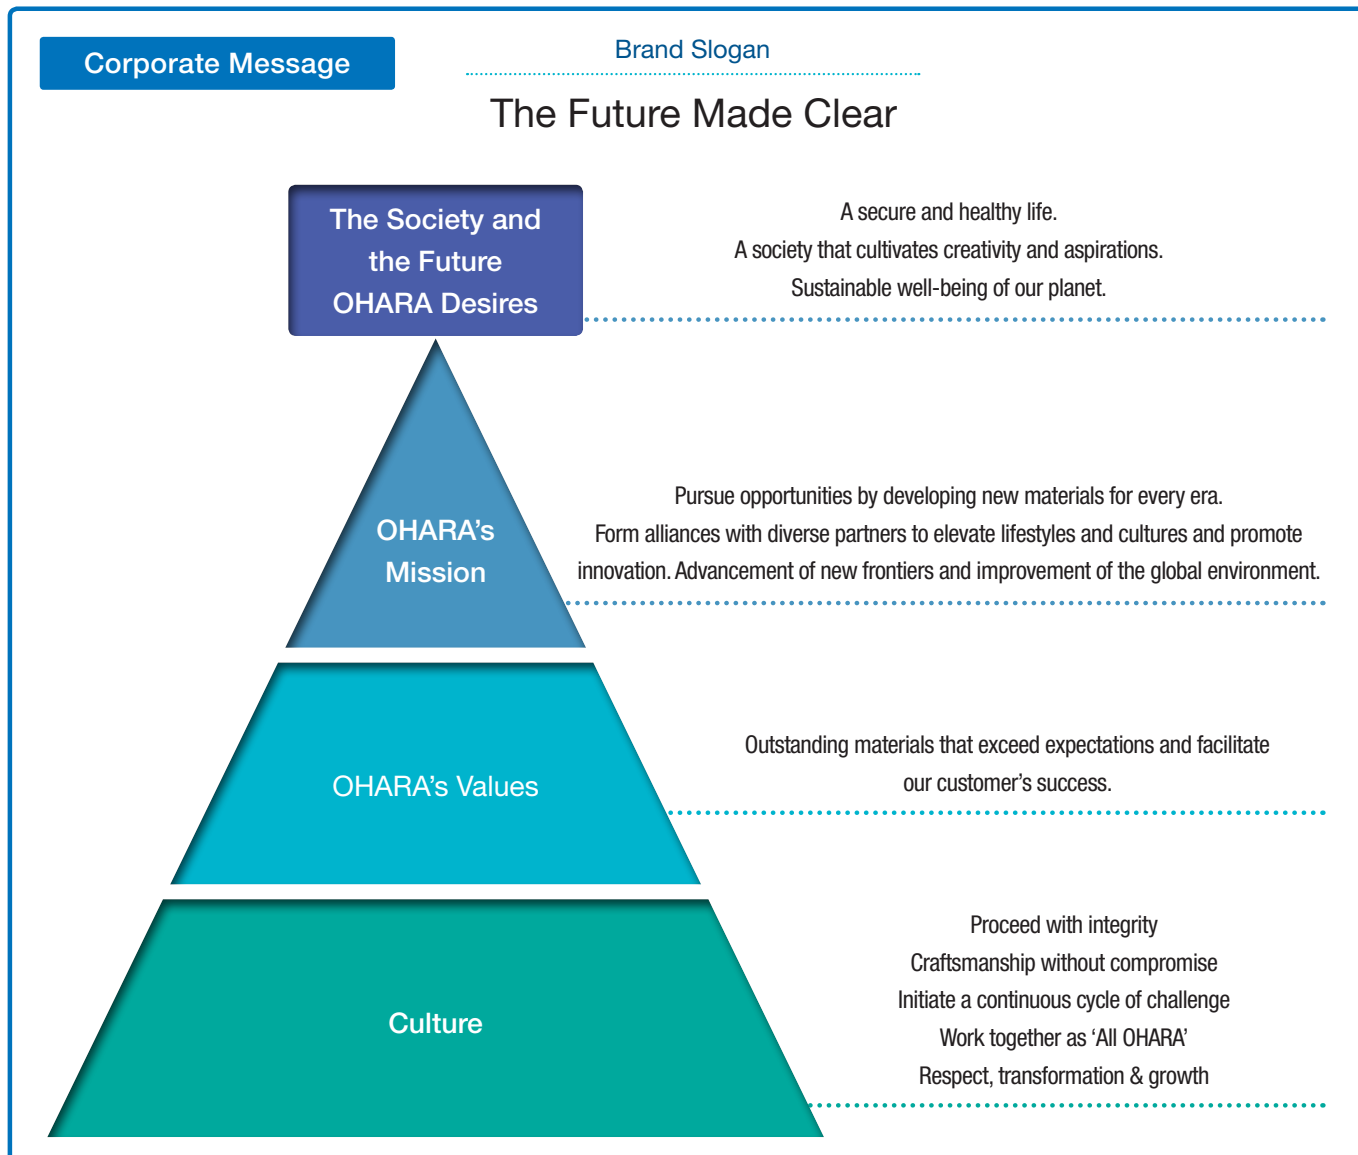 Corporate Message
Brand Slogan
The Future Made Clear
The Society and
the Future
OHARA Desires
A secure and healthy life.
A society that cultivates creativity and aspirations.
Sustainable well-being of our planet.
OHARA’s
Mission
Pursue opportunities by developing new materials for every era.
Form alliances with diverse partners to elevate lifestyles and cultures and promote
innovation. Advancement of new frontiers and improvement of the global environment.
OHARA’s Values
Outstanding materials that exceed expectations and facilitate
our customer’s success.
Culture
Proceed with integrity
Craftsmanship without compromise
Initiate a continuous cycle of challenge
Work together as ‘All OHARA’
Respect, transformation & growth